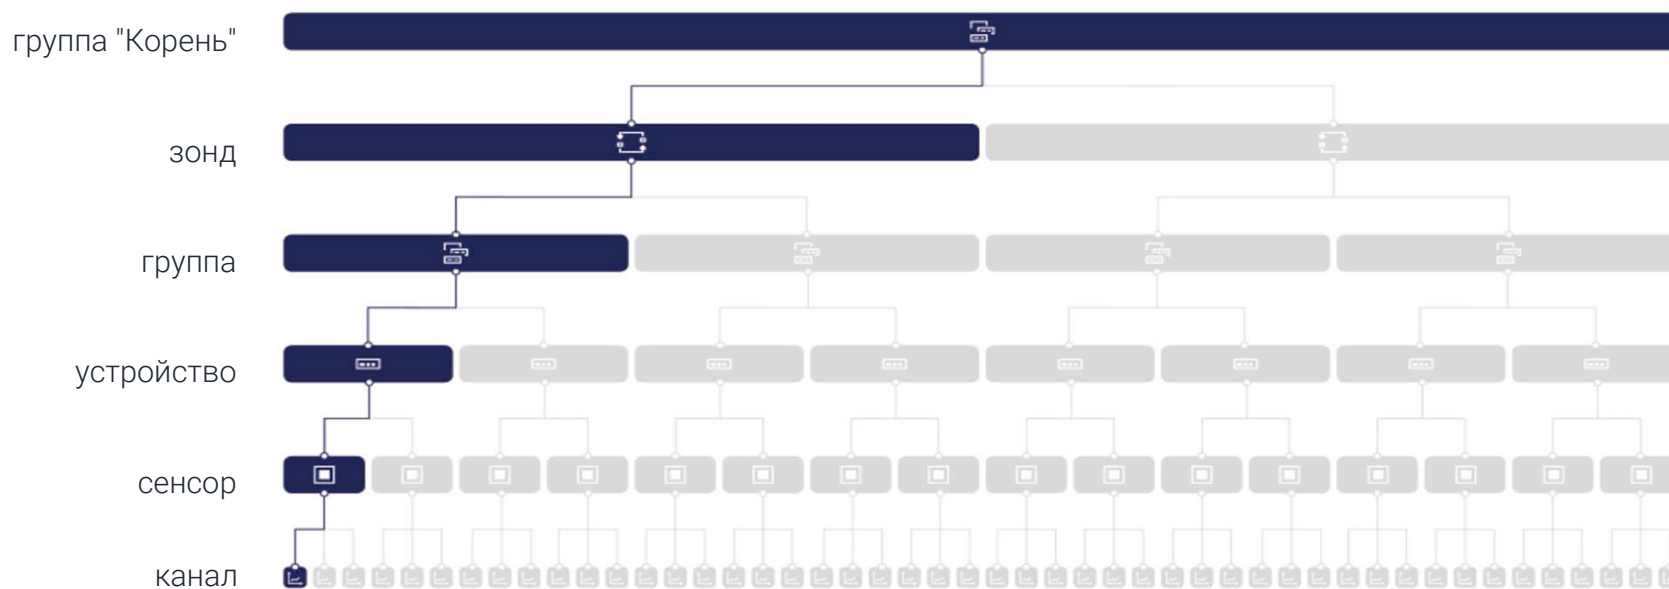 группа "Корень"
зонд
группа
устройство
сенсор
канал